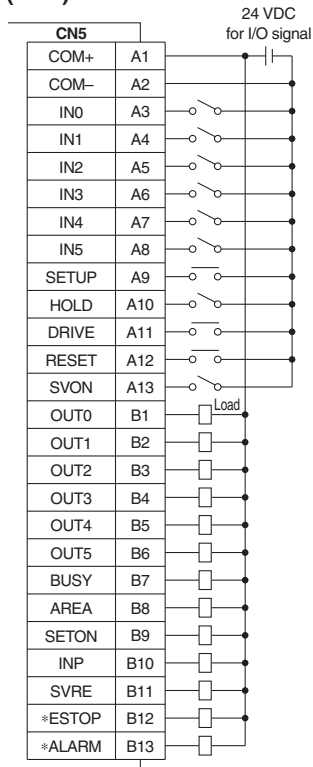 24 VDC
for I/O signal
CN5
COM+ A1
COM– A2
IN0 A3
IN1 A4
IN2 A5
IN3 A6
IN4 A7
IN5 A8
SETUP A9
HOLD A10
DRIVE A11
RESET A12
SVON A13
OUT0 B1 Load
OUT1 B2
OUT2 B3
OUT3 B4
OUT4 B5
OUT5 B6
BUSY B7
AREA B8
SETON B9
INP B10
SVRE B11
∗ESTOP B12
∗ALARM B13